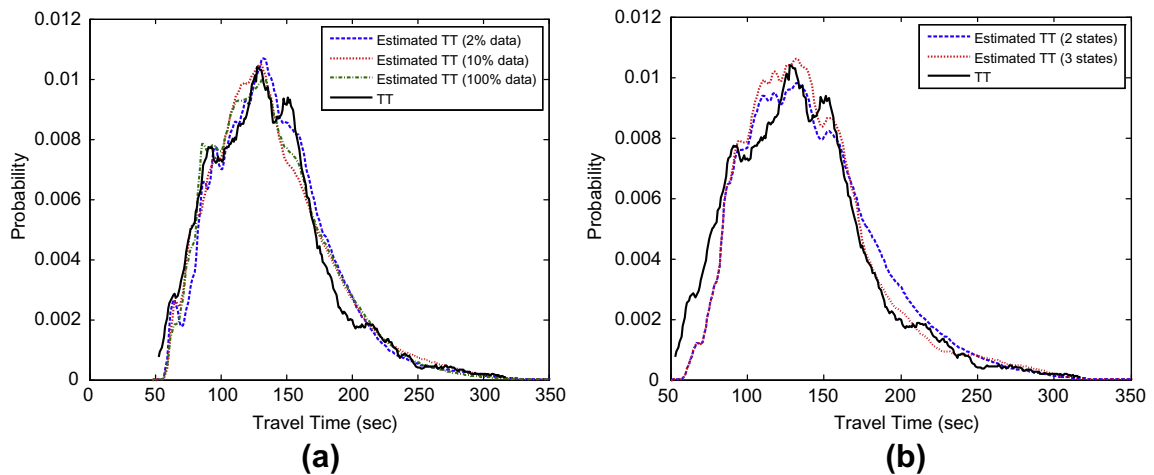 0.012
0.01
0.008
0.006
0.004
0.002
0
Probability
Estimated TT (2% data)
Estimated TT (10% data)
Estimated TT (100% data)
TT
0 50 100 150 200 250 300 350
Travel Time (sec)
(a)
0.012
0.01
0.008
0.006
0.004
0.002
0
Probability
Estimated TT (2 states)
Estimated TT (3 states)
TT
50 100 150 200 250 300 350
Travel Time (sec)
(b)